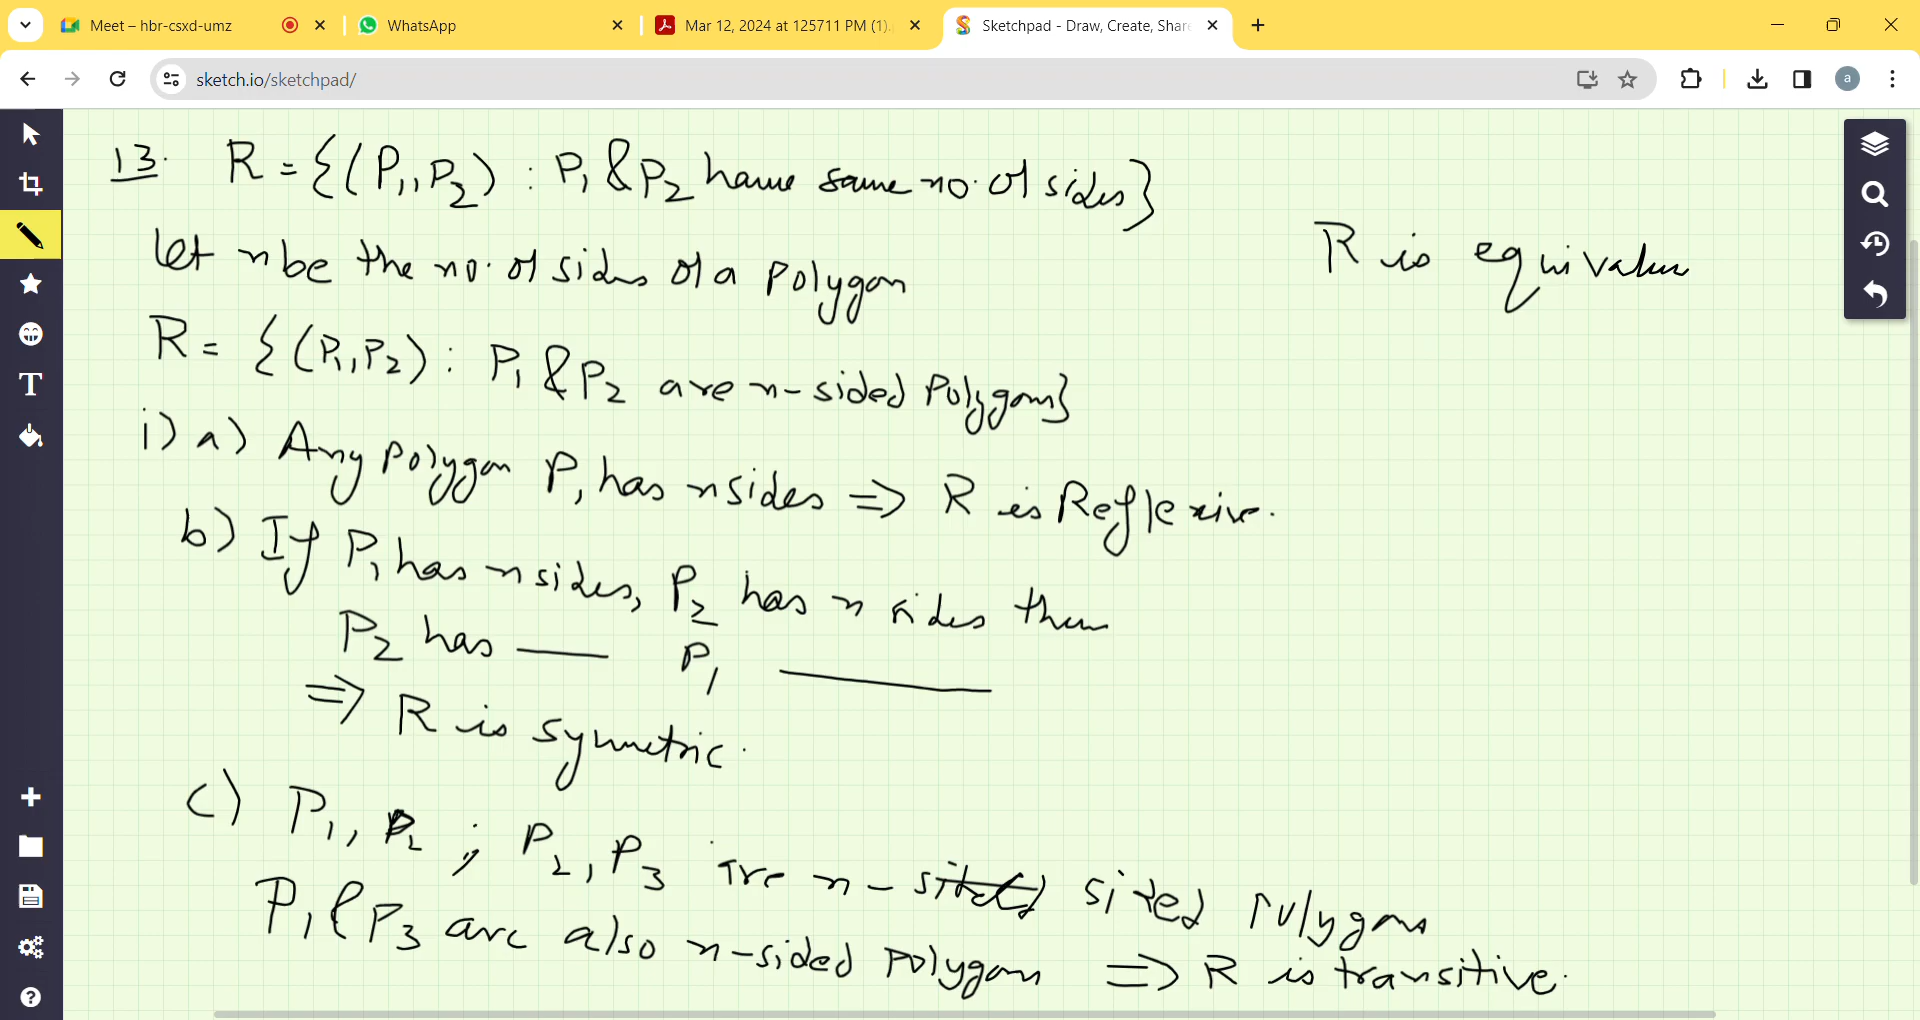 Meet – hbr-csxd-umz
WhatsApp
Mar 12, 2024 at 125711 PM (1).
Sketchpad - Draw, Create, Share
sketch.io/sketchpad/
a
T
13. R = {(P1, P2) : P1 & P2 have same no. of sides}
let n be the no. of sides of a polygon
R is equivalen
R = {(P1, P2) : P1 & P2 are n-sided Polygons}
i) a) Any polygon P1 has n sides => R is Reflexive.
b) If P1 has n sides, P2 has n sides then
P2 has —— P1 ——
=> R is symmetric.
c) P1, P2 ; P2, P3 are n- sided polygons
P1 & P3 are also n-sided polygons => R is transitive.